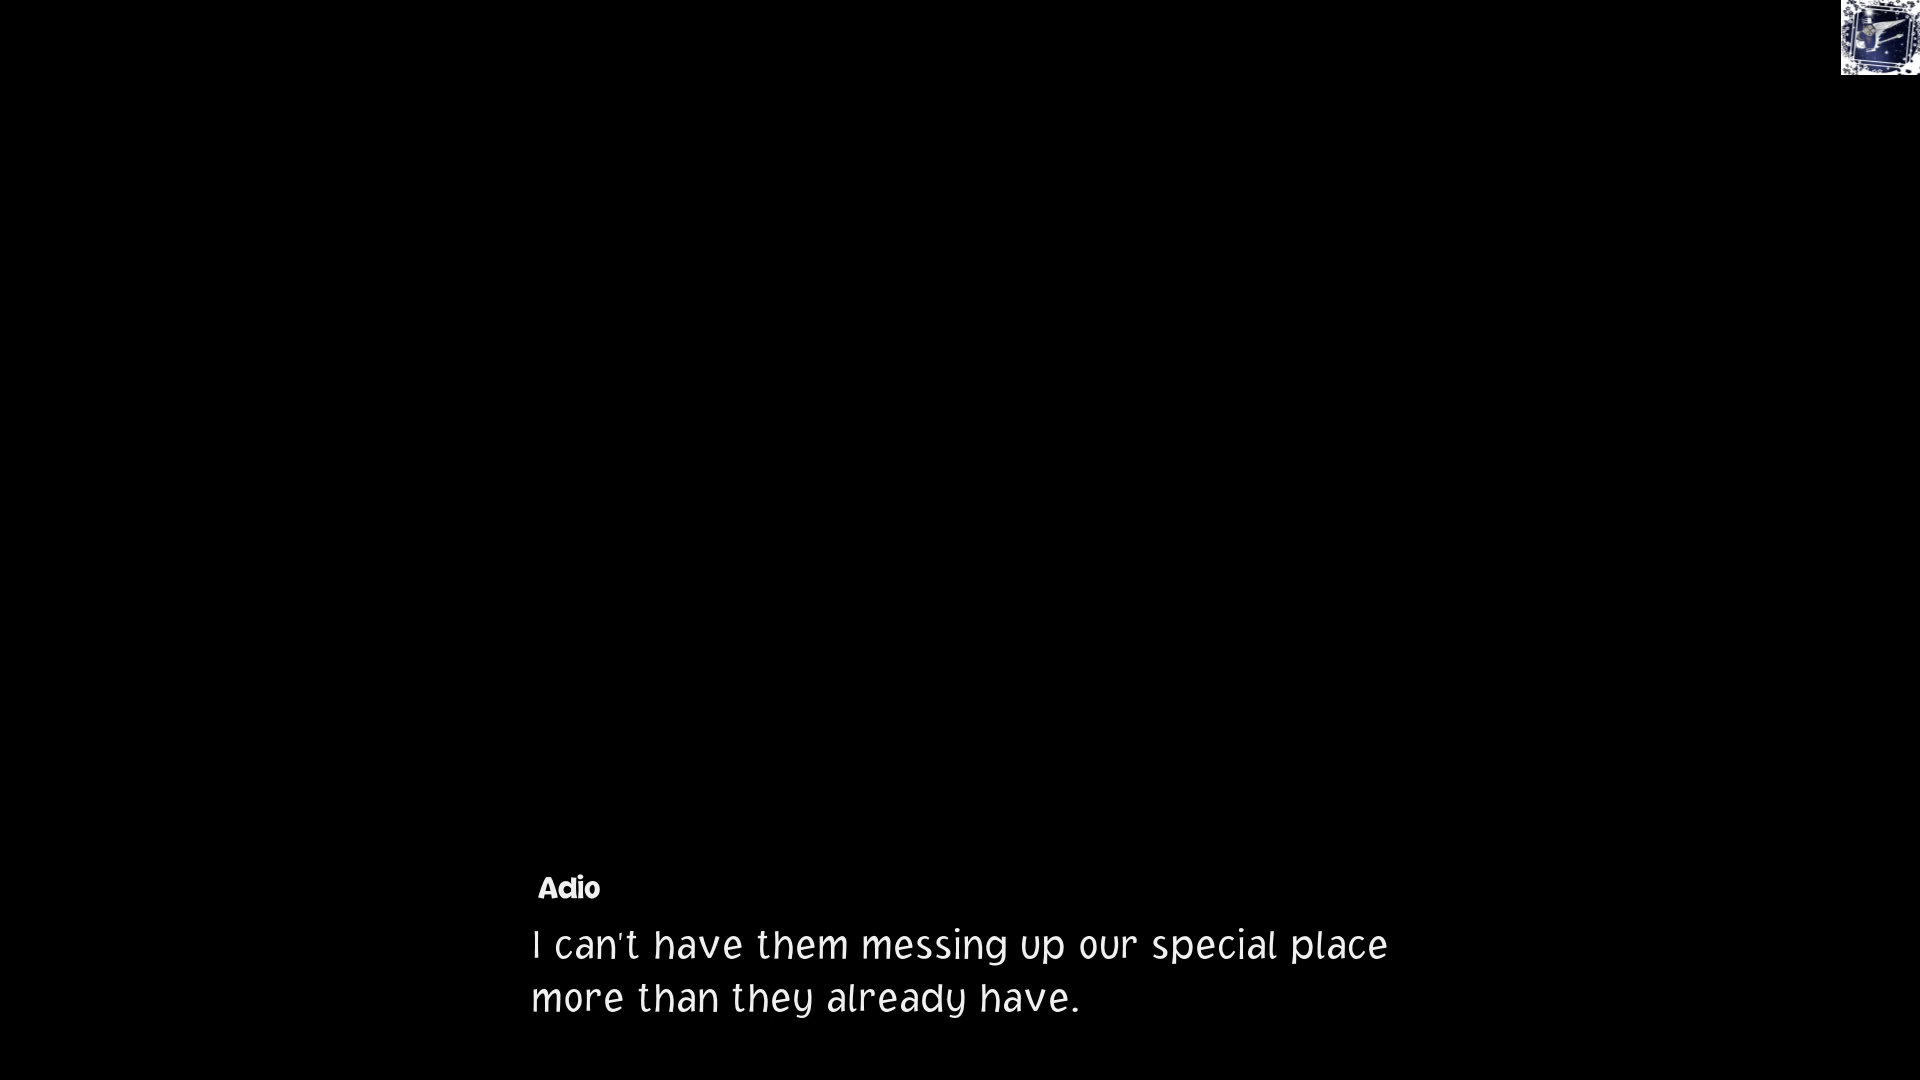 Adio
I can't have them messing up our special place
more than they already have.